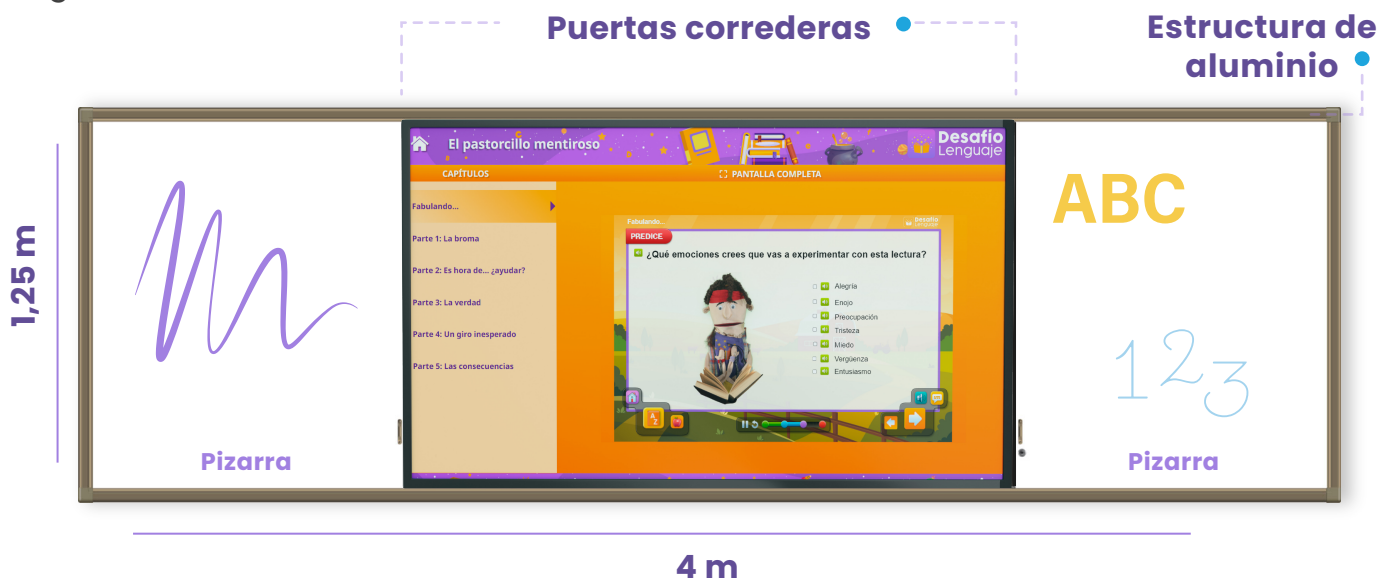 Puertas correderas
Estructura de
aluminio
El pastorcillo mentiroso
Desafío
Lenguaje
CAPÍTULOS
PANTALLA COMPLETA
Fabulando...
Parte 1: La broma
Parte 2: Es hora de... ¿ayudar?
Parte 3: La verdad
Parte 4: Un giro inesperado
Parte 5: Las consecuencias
Fabulando...
Desafío
Lenguaje
PREDICE
¿Qué emociones crees que vas a experimentar con esta lectura?
Alegría
Enojo
Preocupación
Tristeza
Miedo
Vergüenza
Entusiasmo
A
Z
ABC
123
1,25 m
Pizarra
Pizarra
4 m